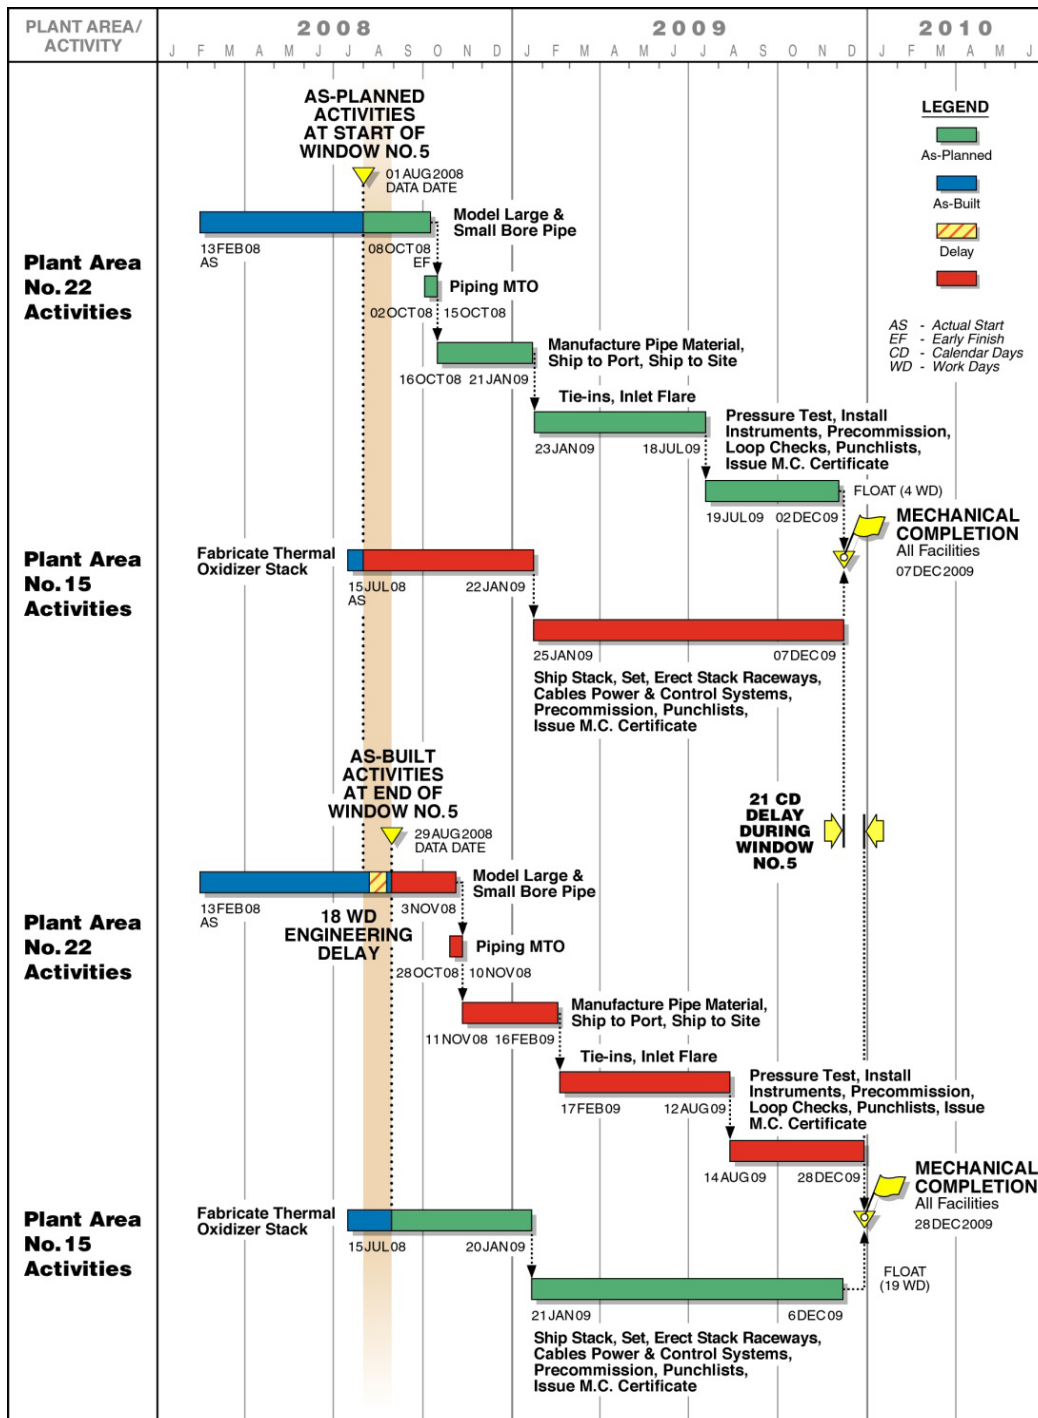 PLANT AREA/
ACTIVITY
2008
2009
2010
J F M A M J J A S O N D J F M A M J J A S O N D J F M A M J
AS-PLANNED
ACTIVITIES
AT START OF
WINDOW NO.5
01AUG2008
DATA DATE
LEGEND
As-Planned
As-Built
Delay
AS - Actual Start
EF - Early Finish
CD - Calendar Days
WD - Work Days
Plant Area
No.22
Activities
Model Large &
Small Bore Pipe
13FEB08
AS
08OCT08
EF
Piping MTO
02OCT08 15OCT08
Manufacture Pipe Material,
Ship to Port, Ship to Site
16OCT08 21JAN09
Tie-ins, Inlet Flare
23JAN09 18JUL09
Pressure Test, Install
Instruments, Precommission,
Loop Checks, Punchlists,
Issue M.C. Certificate
19JUL09 02DEC09
FLOAT (4 WD)
MECHANICAL
COMPLETION
All Facilities
07DEC2009
Plant Area
No.15
Activities
Fabricate Thermal
Oxidizer Stack
15JUL08
AS
22JAN09
25JAN09 07DEC09
Ship Stack, Set, Erect Stack Raceways,
Cables Power & Control Systems,
Precommission, Punchlists,
Issue M.C. Certificate
AS-BUILT
ACTIVITIES
AT END OF
WINDOW NO.5
29AUG2008
DATA DATE
21 CD
DELAY
DURING
WINDOW
NO.5
Plant Area
No.22
Activities
Model Large &
Small Bore Pipe
13FEB08
AS
3NOV08
18 WD
ENGINEERING
DELAY
Piping MTO
28OCT08 10NOV08
Manufacture Pipe Material,
Ship to Port, Ship to Site
11NOV08 16FEB09
Tie-ins, Inlet Flare
17FEB09 12AUG09
Pressure Test, Install
Instruments, Precommission,
Loop Checks, Punchlists, Issue
M.C. Certificate
14AUG09 28DEC09
MECHANICAL
COMPLETION
All Facilities
28DEC2009
Plant Area
No.15
Activities
Fabricate Thermal
Oxidizer Stack
15JUL08 20JAN09
FLOAT
(19 WD)
21JAN09 6DEC09
Ship Stack, Set, Erect Stack Raceways,
Cables Power & Control Systems,
Precommission, Punchlists,
Issue M.C. Certificate